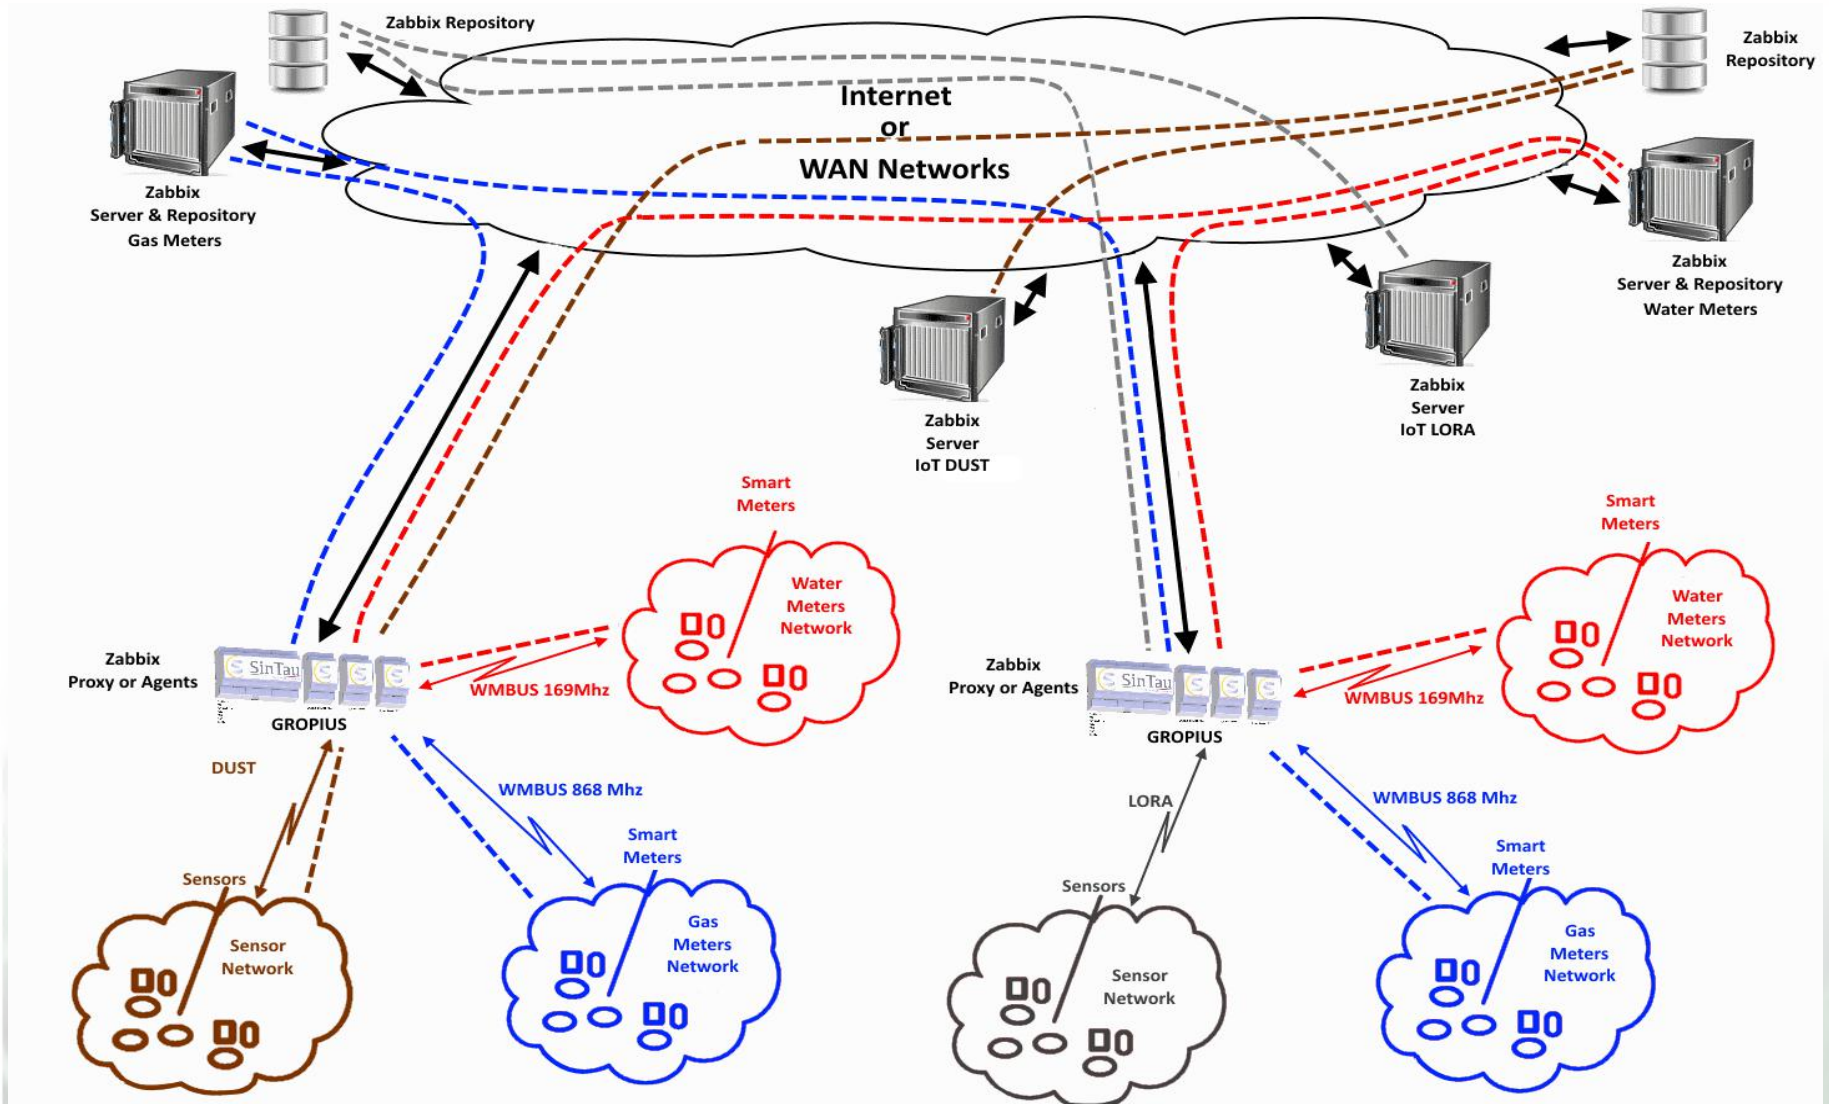 Zabbix Repository
Zabbix
Repository
Internet
or
WAN Networks
Zabbix
Server & Repository
Gas Meters
Zabbix
Server & Repository
Water Meters
Zabbix
Server
IoT DUST
Zabbix
Server
IoT LORA
Smart
Meters
Water
Meters
Network
Smart
Meters
Water
Meters
Network
Zabbix
Proxy or Agents
SinTau
GROPIUS
WMBUS 169Mhz
Zabbix
Proxy or Agents
SinTau
GROPIUS
WMBUS 169Mhz
DUST
WMBUS 868 Mhz
Smart
Meters
Sensors
Sensor
Network
Gas
Meters
Network
LORA
WMBUS 868 Mhz
Smart
Meters
Sensors
Sensor
Network
Gas
Meters
Network